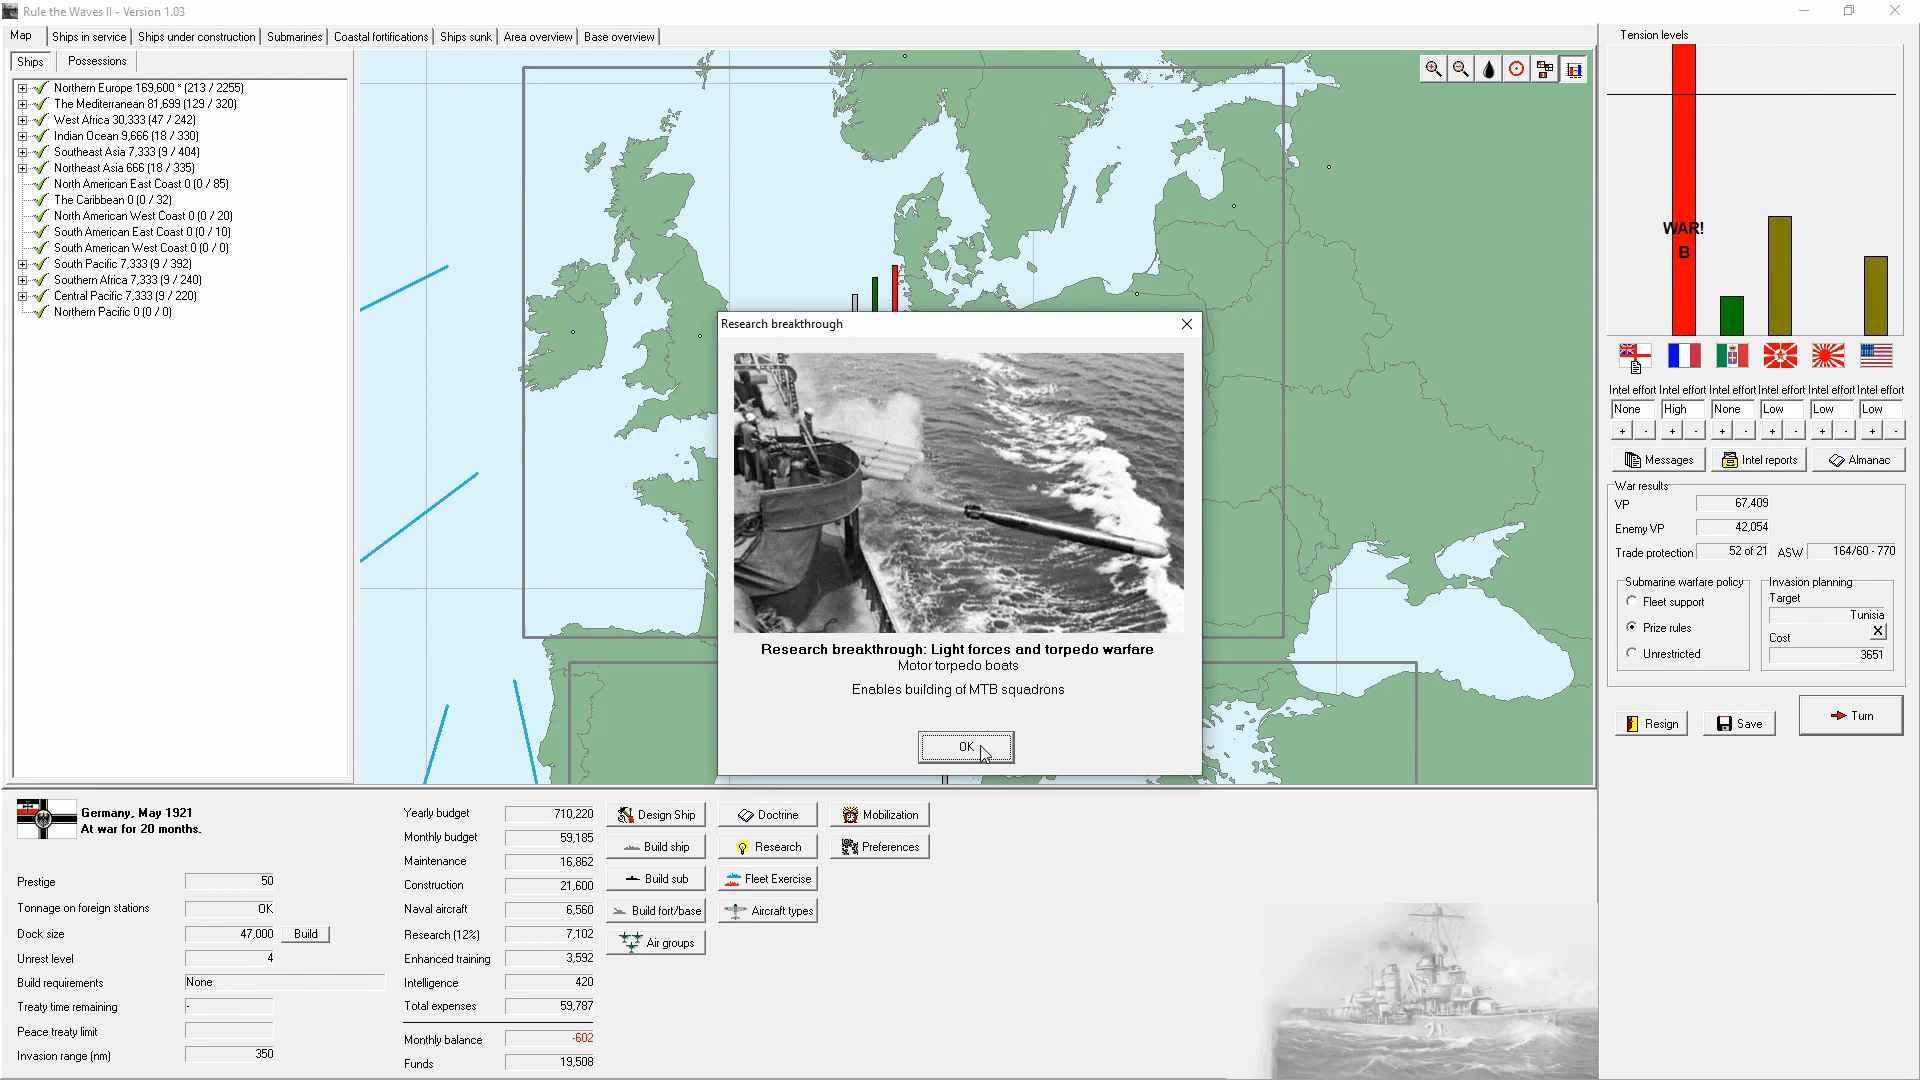 Rule the Waves II - Version 1.03
Map
Ships in service
Ships under construction
Submarines
Coastal fortifications
Ships sunk
Area overview
Base overview
Ships
Possessions
Northern Europe 169,600 * (213 / 2255)
The Mediterranean 81,699 (129 / 320)
West Africa 30,333 (47 / 242)
Indian Ocean 9,666 (18 / 330)
Southeast Asia 7,333 (9 / 404)
Northeast Asia 666 (18 / 335)
North American East Coast 0 (0 / 85)
The Caribbean 0 (0 / 32)
North American West Coast 0 (0 / 20)
South American East Coast 0 (0 / 10)
South American West Coast 0 (0 / 0)
South Pacific 7,333 (9 / 392)
Southern Africa 7,333 (9 / 240)
Central Pacific 7,333 (9 / 220)
Northern Pacific 0 (0 / 0)
Research breakthrough
Research breakthrough: Light forces and torpedo warfare
Motor torpedo boats
Enables building of MTB squadrons
OK
Tension levels
WAR!
B
Intel effort Intel effort Intel effort Intel effort Intel effort Intel effort
None High None Low Low Low
+ - + - + - + - + - + -
Messages
Intel reports
Almanac
War results
VP 67,409
Enemy VP 42,054
Trade protection 52 of 21 ASW 164/60 - 770
Submarine warfare policy
Fleet support
Prize rules
Unrestricted
Invasion planning
Target
Tunisia
Cost
3651
Resign
Save
Turn
Germany, May 1921
At war for 20 months.
Prestige 50
Tonnage on foreign stations OK
Dock size 47,000 Build
Unrest level 4
Build requirements None
Treaty time remaining -
Peace treaty limit
Invasion range (nm) 350
Yearly budget 710,220
Monthly budget 59,185
Maintenance 16,862
Construction 21,600
Naval aircraft 6,560
Research (12%) 7,102
Enhanced training 3,592
Intelligence 420
Total expenses 59,787
Monthly balance -602
Funds 19,508
Design Ship
Build ship
Build sub
Build fort/base
Air groups
Doctrine
Research
Fleet Exercise
Aircraft types
Mobilization
Preferences